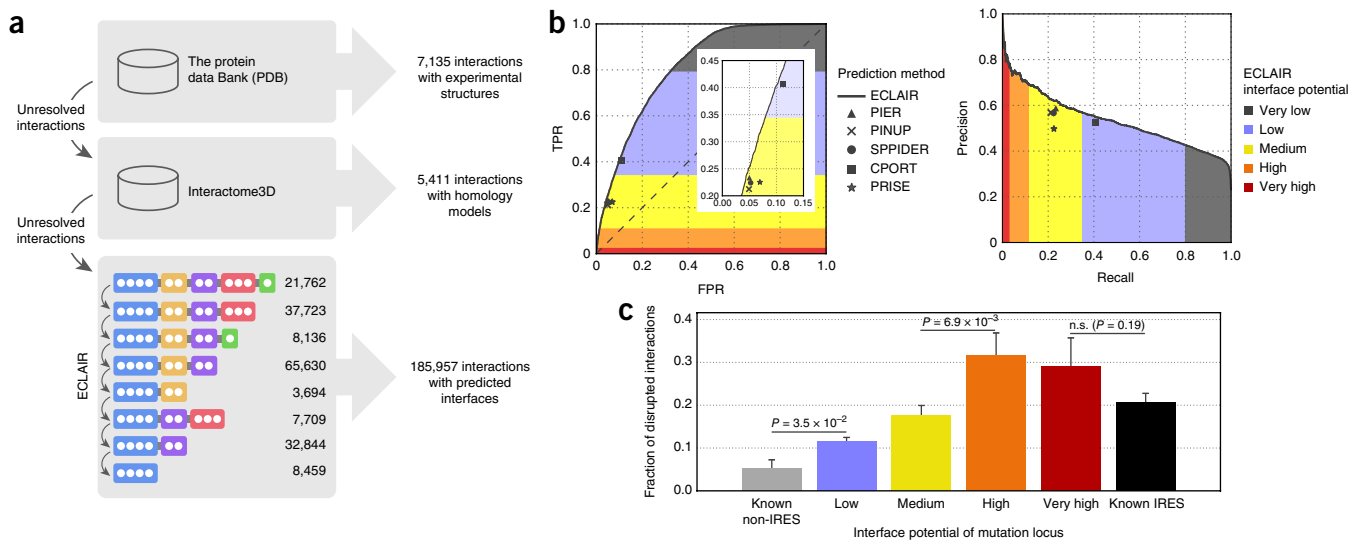 a
The protein
data Bank (PDB)
7,135 interactions
with experimental
structures
Unresolved
interactions
Interactome3D
5,411 interactions
with homology
models
Unresolved
interactions
ECLAIR
21,762
37,723
8,136
65,630
3,694
7,709
32,844
8,459
185,957 interactions
with predicted
interfaces
b
TPR
1.0
0.8
0.6
0.4
0.2
0
0 0.2 0.4 0.6 0.8 1.0
FPR
0.45
0.40
0.35
0.30
0.25
0.20
0.00 0.05 0.10 0.15
Prediction method
ECLAIR
PIER
PINUP
SPPIDER
CPORT
PRISE
Precision
1.0
0.8
0.6
0.4
0.2
0
0 0.2 0.4 0.6 0.8 1.0
Recall
ECLAIR
interface potential
Very low
Low
Medium
High
Very high
c
Fraction of disrupted interactions
0.4
0.3
0.2
0.1
0.0
P = 3.5 × 10⁻²
P = 6.9 × 10⁻³
n.s. (P = 0.19)
Known
non-IRES
Low
Medium
High
Very high
Known IRES
Interface potential of mutation locus